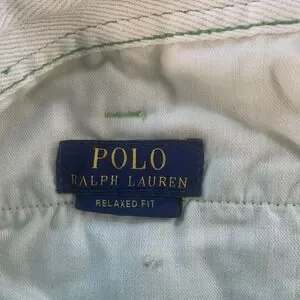 POLO
RALPH LAUREN
RELAXED FIT